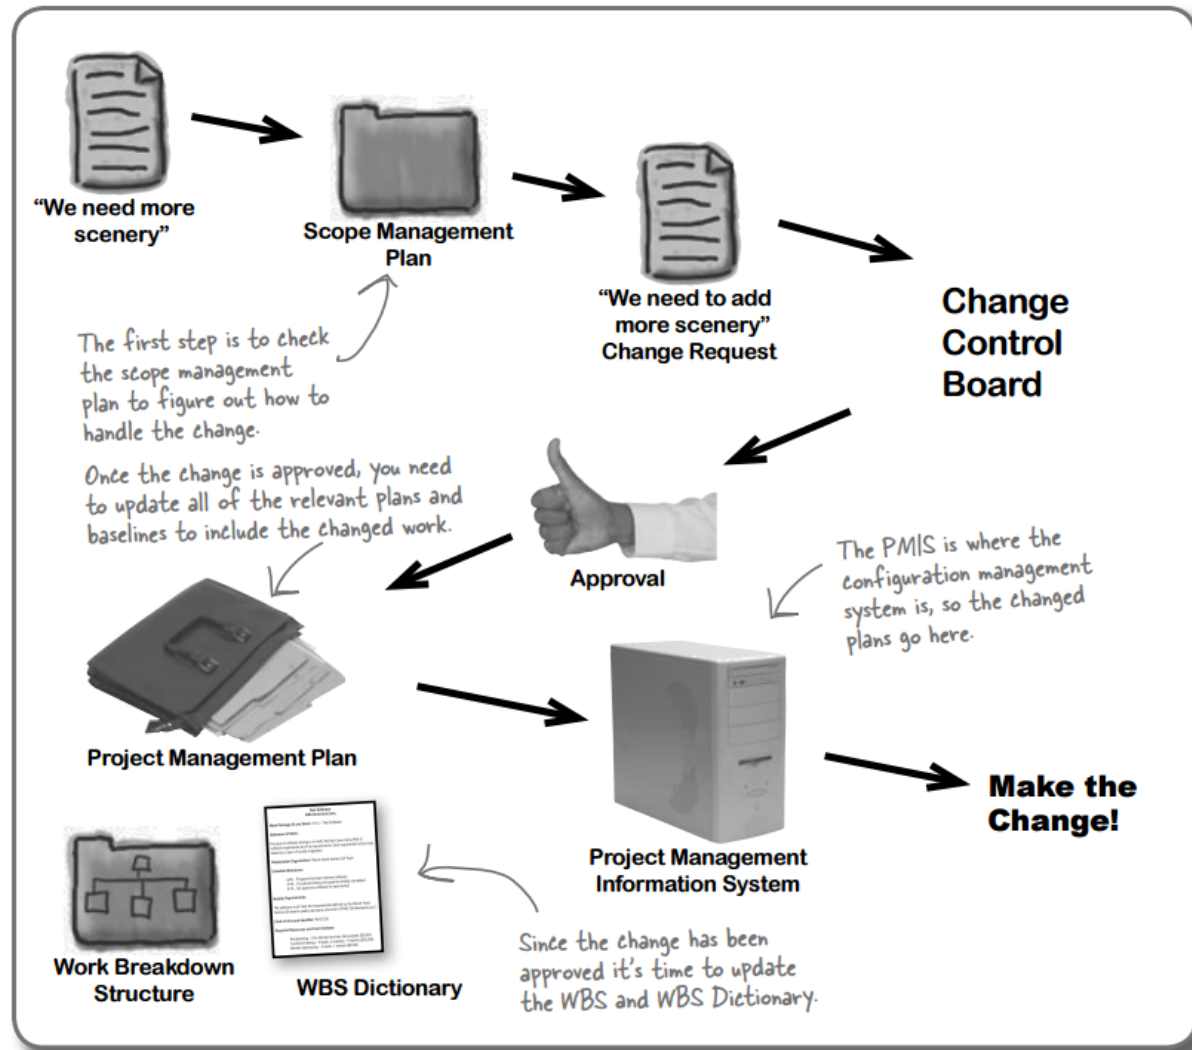 “We need more
scenery”
Scope Management
Plan
“We need to add
more scenery”
Change Request
Change
Control
Board
The first step is to check
the scope management
plan to figure out how to
handle the change.
Once the change is approved, you need
to update all of the relevant plans and
baselines to include the changed work.
Approval
The PMIS is where the
configuration management
system is, so the changed
plans go here.
Project Management Plan
Project Management
Information System
Make the
Change!
Work Breakdown
Structure
WBS Dictionary
Since the change has been
approved it's time to update
the WBS and WBS Dictionary.